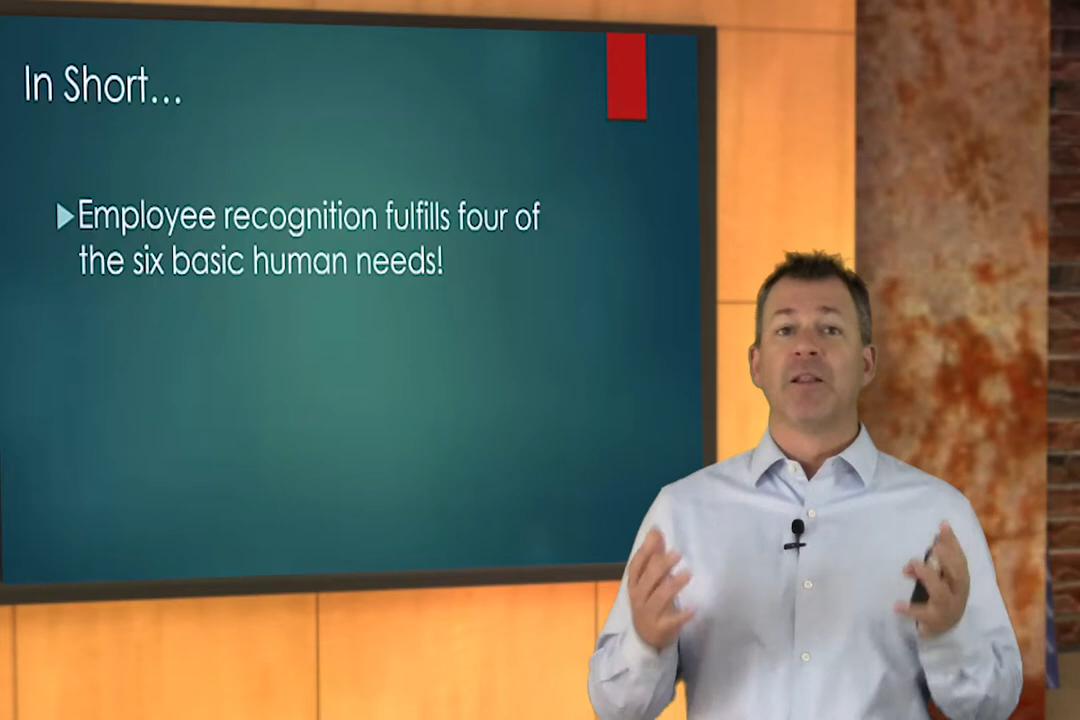 In Short...
Employee recognition fulfills four of
the six basic human needs!